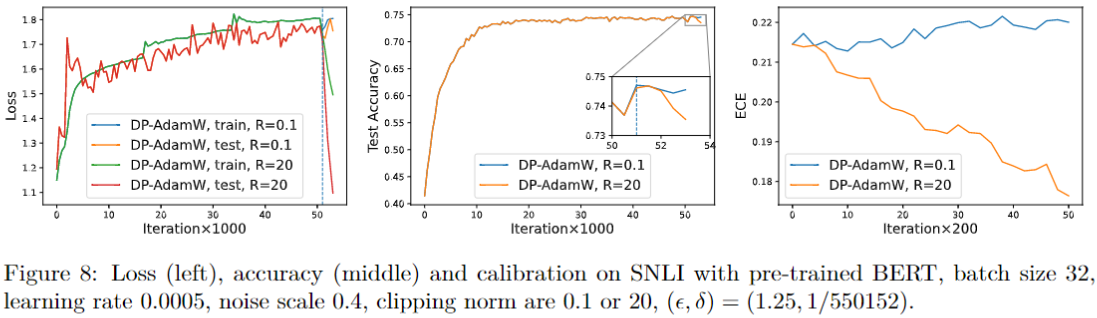 1.8
1.7
1.6
1.5
1.4
1.3
1.2
1.1
Loss
DP-AdamW, train, R=0.1
DP-AdamW, test, R=0.1
DP-AdamW, train, R=20
DP-AdamW, test, R=20
0 10 20 30 40 50
Iteration×1000
0.75
0.70
0.65
0.60
0.55
0.50
0.45
0.40
Test Accuracy
0.75
0.74
0.73
50 52 54
DP-AdamW, R=0.1
DP-AdamW, R=20
0 10 20 30 40 50
Iteration×1000
0.22
0.21
0.20
0.19
0.18
ECE
DP-AdamW, R=0.1
DP-AdamW, R=20
0 10 20 30 40 50
Iteration×200
Figure 8: Loss (left), accuracy (middle) and calibration on SNLI with pre-trained BERT, batch size 32,
learning rate 0.0005, noise scale 0.4, clipping norm are 0.1 or 20, (ϵ, δ) = (1.25, 1/550152).